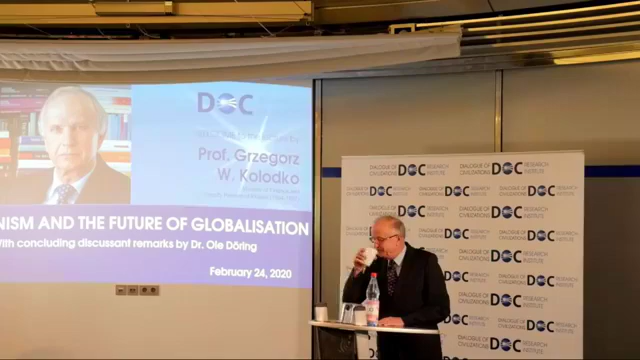 DOC
Prof. Grzegorz
W. Kolodko
NISM AND THE FUTURE OF GLOBALISATION
With concluding discussant remarks by Dr. Ole Döring
February 24, 2020
DIALOGUE OF CIVILIZATIONS DOC RESEARCH INSTITUTE